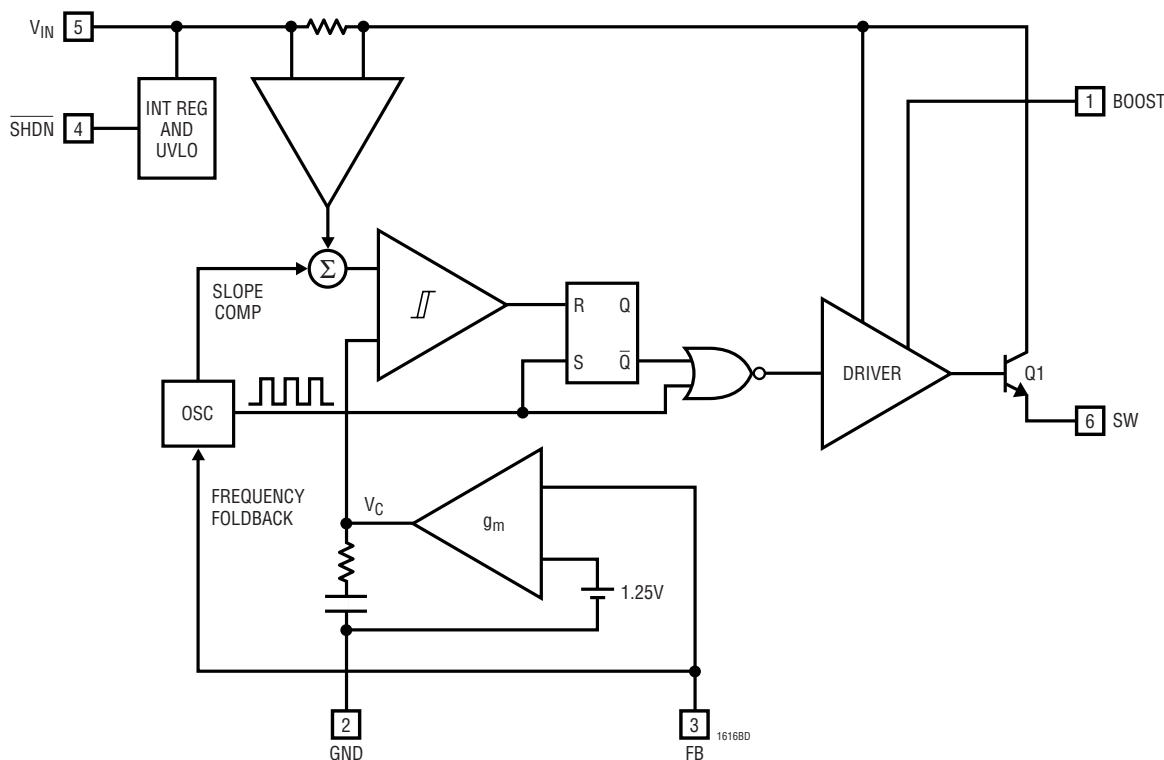 V_IN 5
SHDN 4
INT REG
AND
UVLO
1 BOOST
Σ
SLOPE
COMP
R Q
S Q̅
DRIVER
Q1
OSC
6 SW
FREQUENCY
FOLDBACK
V_C
g_m
1.25V
2
GND
3
FB
1616BD